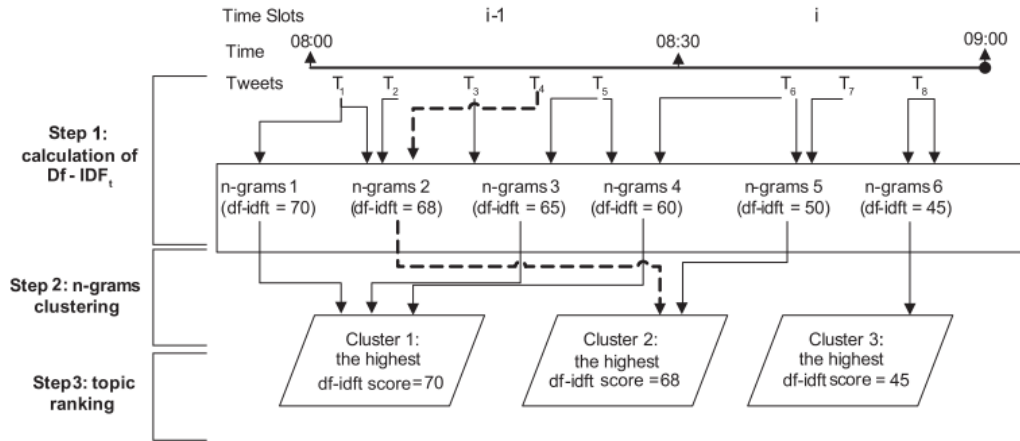 Time Slots i-1 i
08:00 08:30 09:00
Time
Tweets T1 T2 T3 T4 T5 T6 T7 T8
Step 1:
calculation of
Df - IDFt
n-grams 1 n-grams 2 n-grams 3 n-grams 4 n-grams 5 n-grams 6
(df-idft = 70) (df-idft = 68) (df-idft = 65) (df-idft = 60) (df-idft = 50) (df-idft = 45)
Step 2: n-grams
clustering
Cluster 1:
the highest
df-idft score=70
Cluster 2:
the highest
df-idft score =68
Cluster 3:
the highest
df-idft score = 45
Step3: topic
ranking